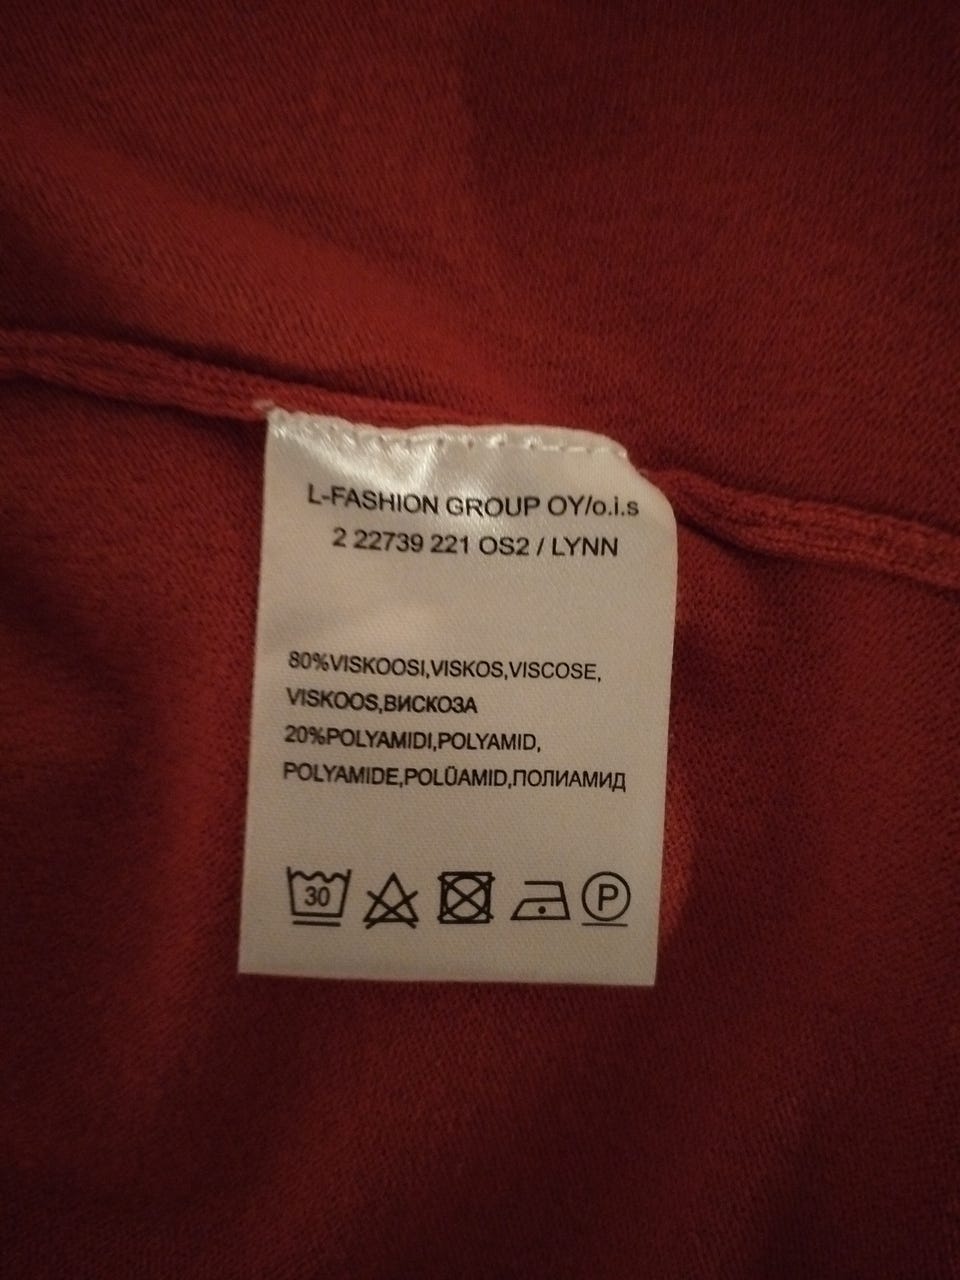 L-FASHION GROUP OY/o.i.s
2 22739 221 OS2 / LYNN
80%VISKOOSI,VISKOS,VISCOSE,
VISKOOS,ВИСКОЗА
20%POLYAMIDI,POLYAMID,
POLYAMIDE,POLÜAMID,ПОЛИАМИД
30 P